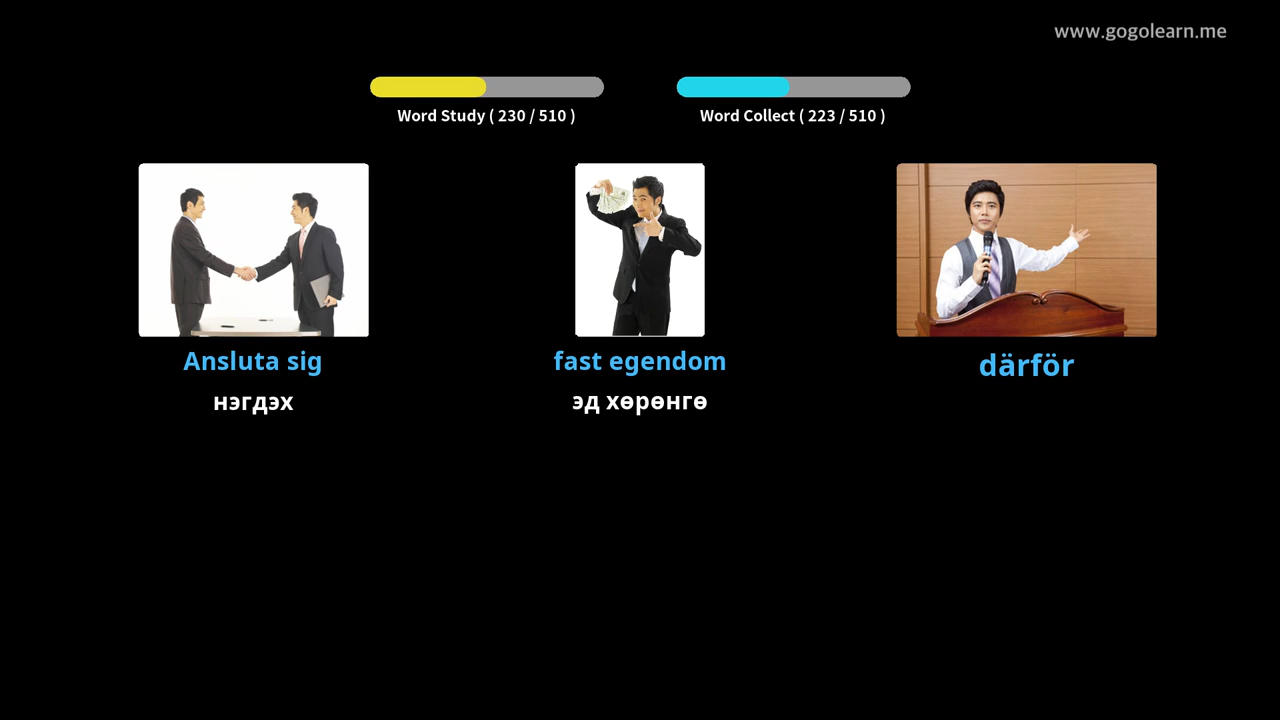 www.gogolearn.me
Word Study ( 230 / 510 )
Word Collect ( 223 / 510 )
Ansluta sig
нэгдэх
fast egendom
эд хөрөнгө
därför